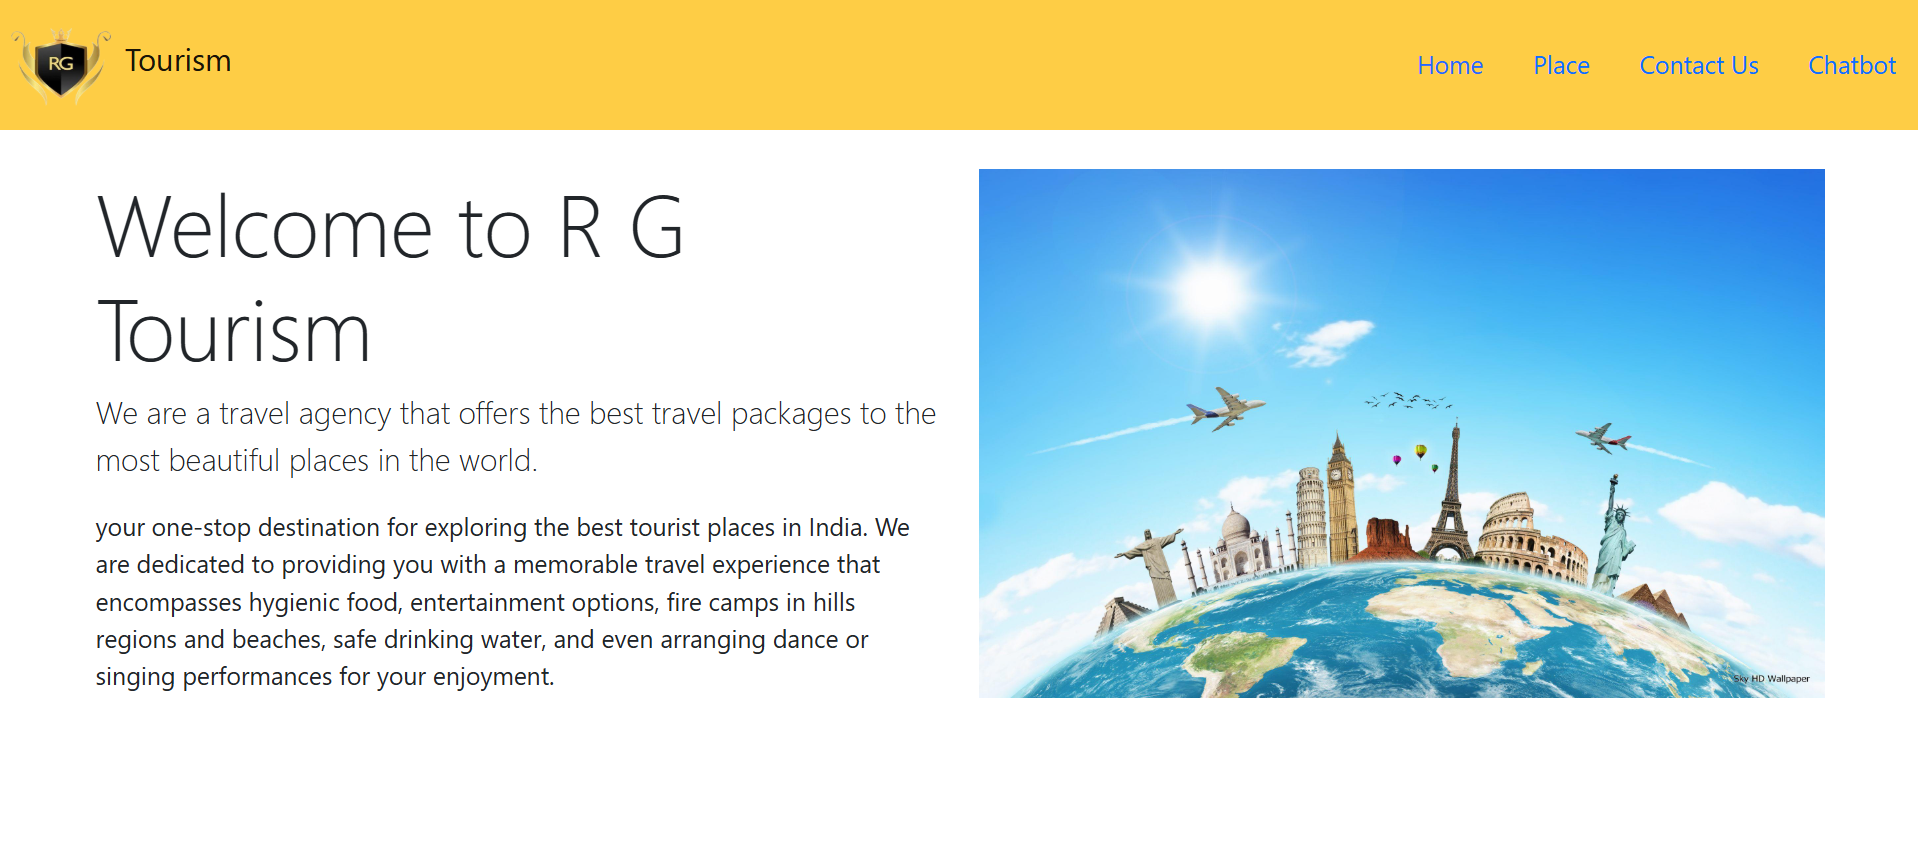 RG
Tourism
Home Place Contact Us Chatbot
Welcome to R G
Tourism
We are a travel agency that offers the best travel packages to the
most beautiful places in the world.
your one-stop destination for exploring the best tourist places in India. We
are dedicated to providing you with a memorable travel experience that
encompasses hygienic food, entertainment options, fire camps in hills
regions and beaches, safe drinking water, and even arranging dance or
singing performances for your enjoyment.
Sky HD Wallpaper